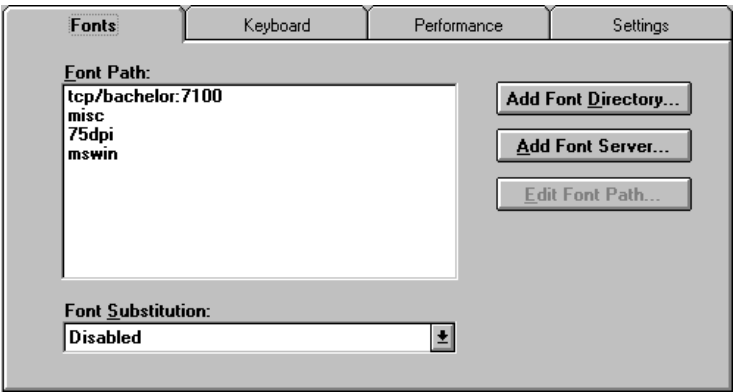 Fonts Keyboard Performance Settings
Font Path:
tcp/bachelor:7100
misc
75dpi
mswin
Add Font Directory...
Add Font Server...
Edit Font Path...
Font Substitution:
Disabled